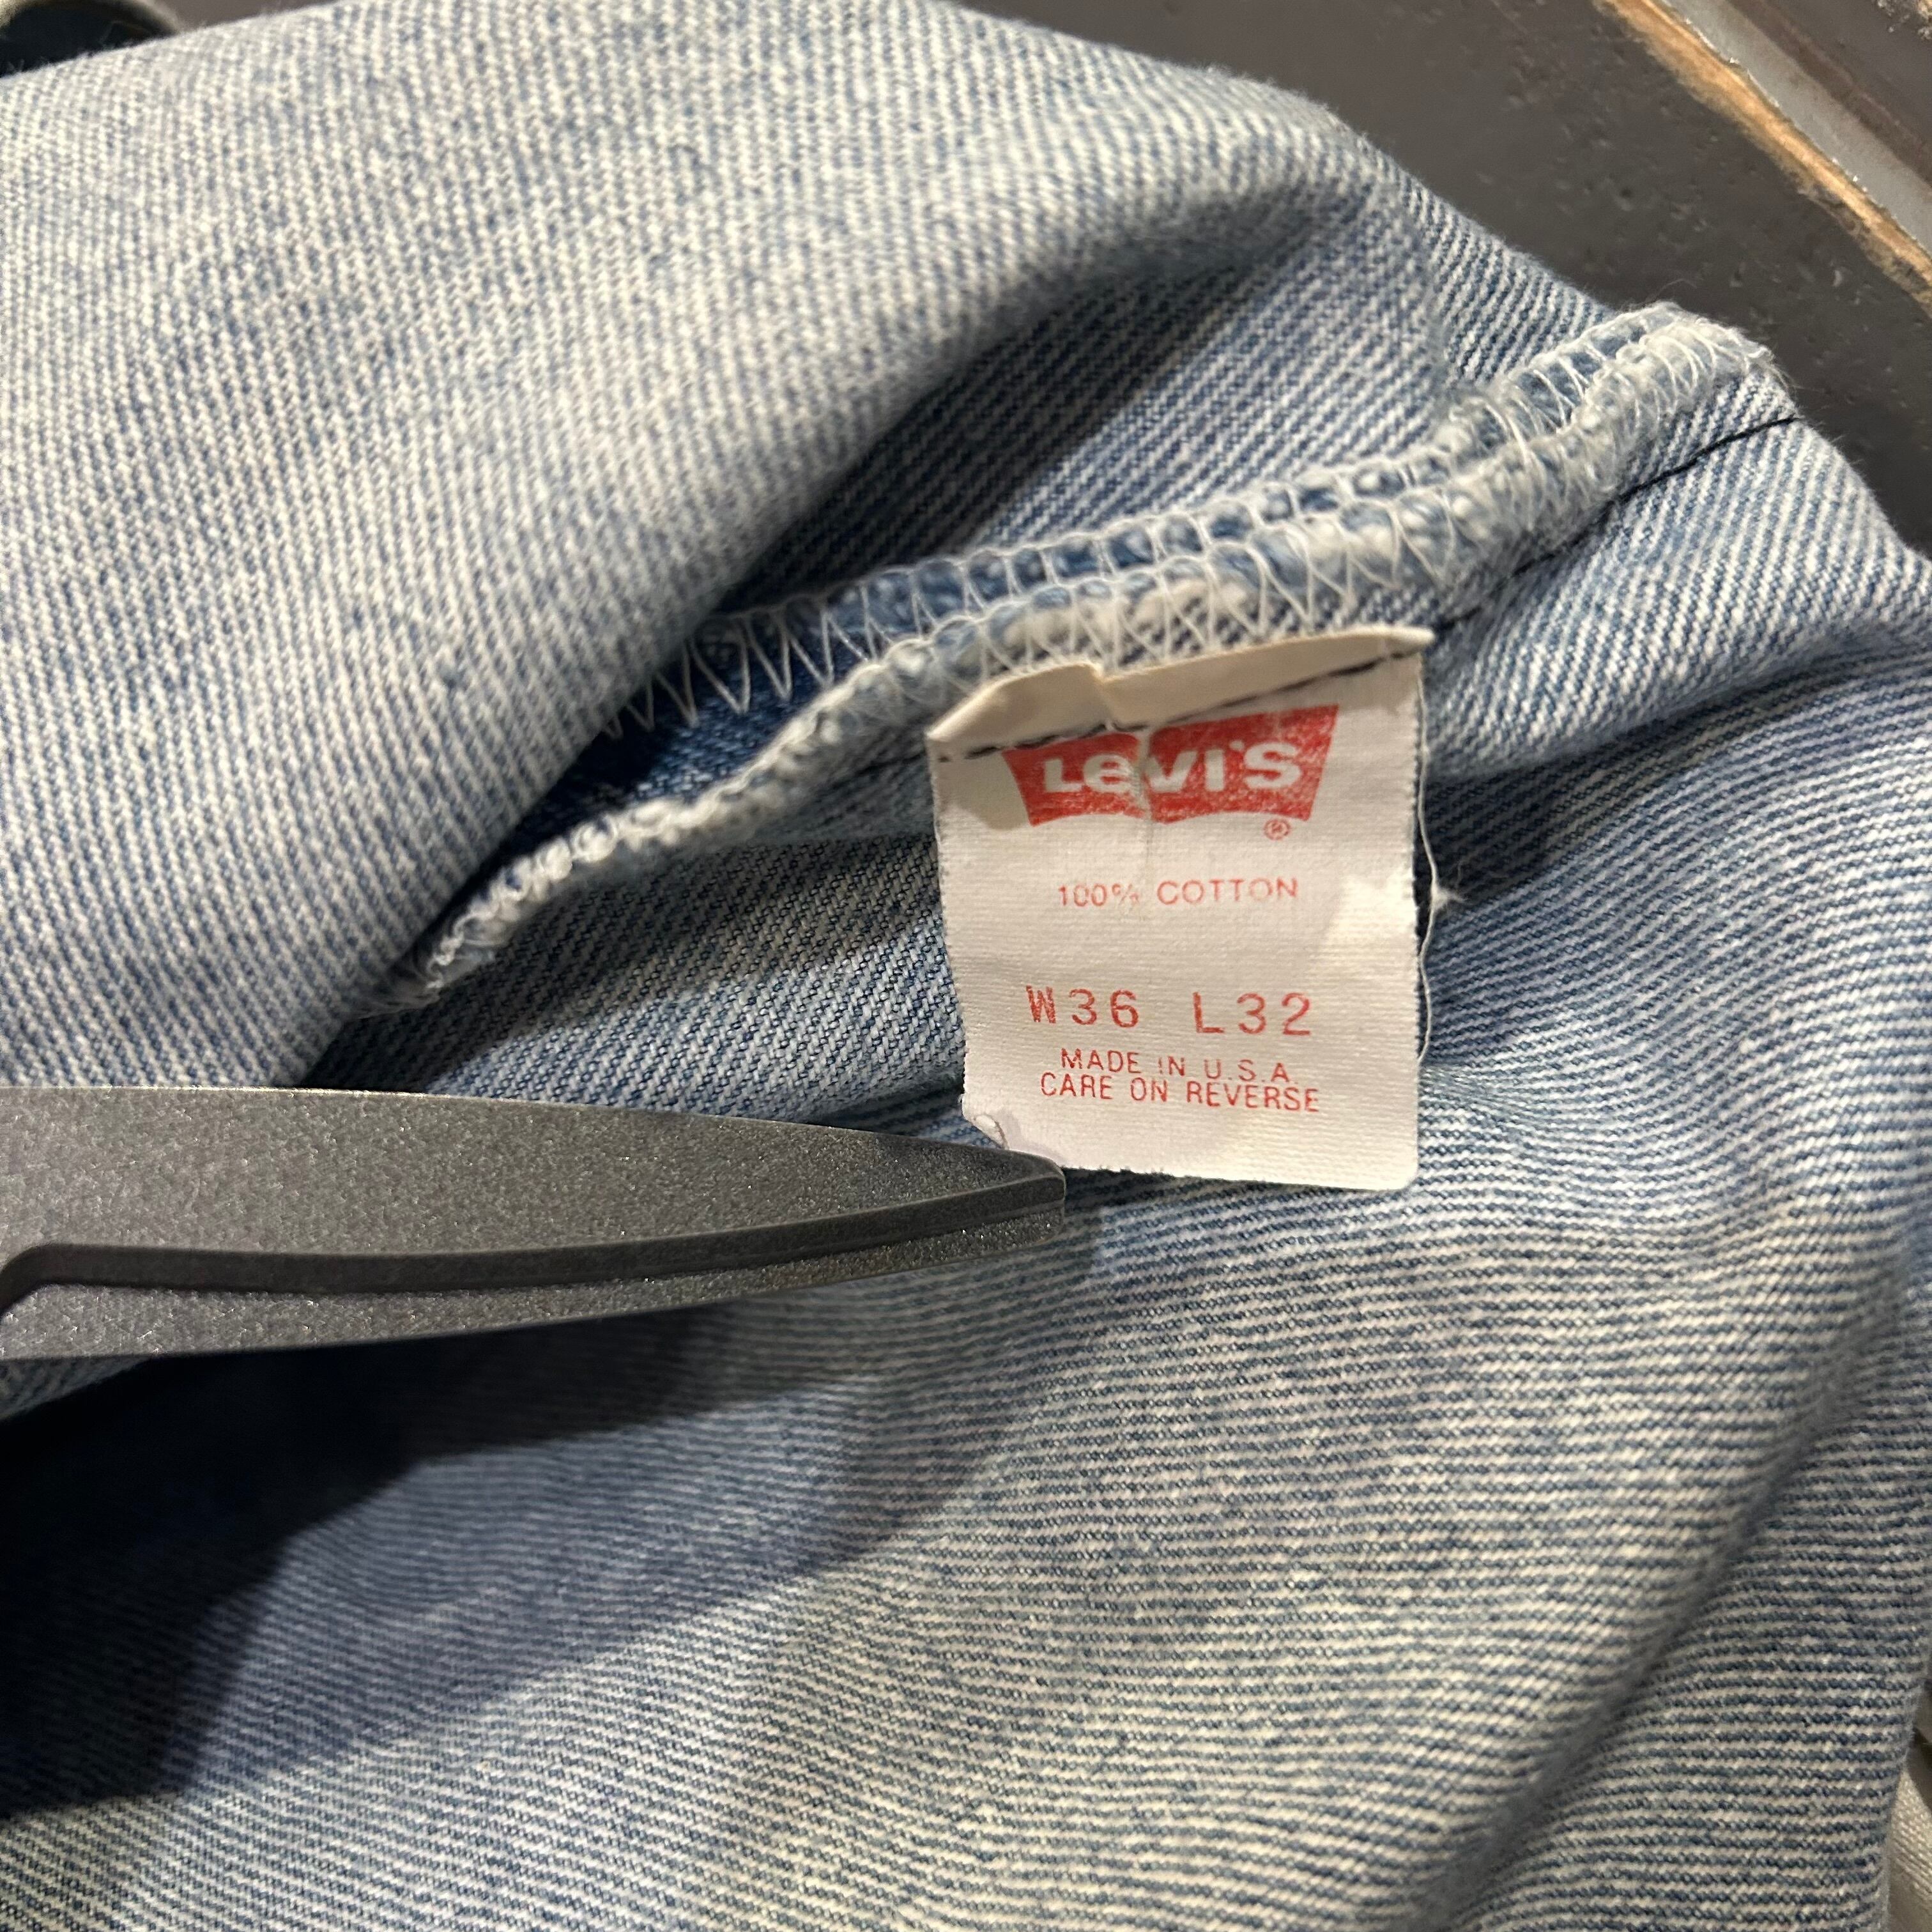 Levi's
®
100% COTTON
W36 L32
MADE IN U.S.A
CARE ON REVERSE